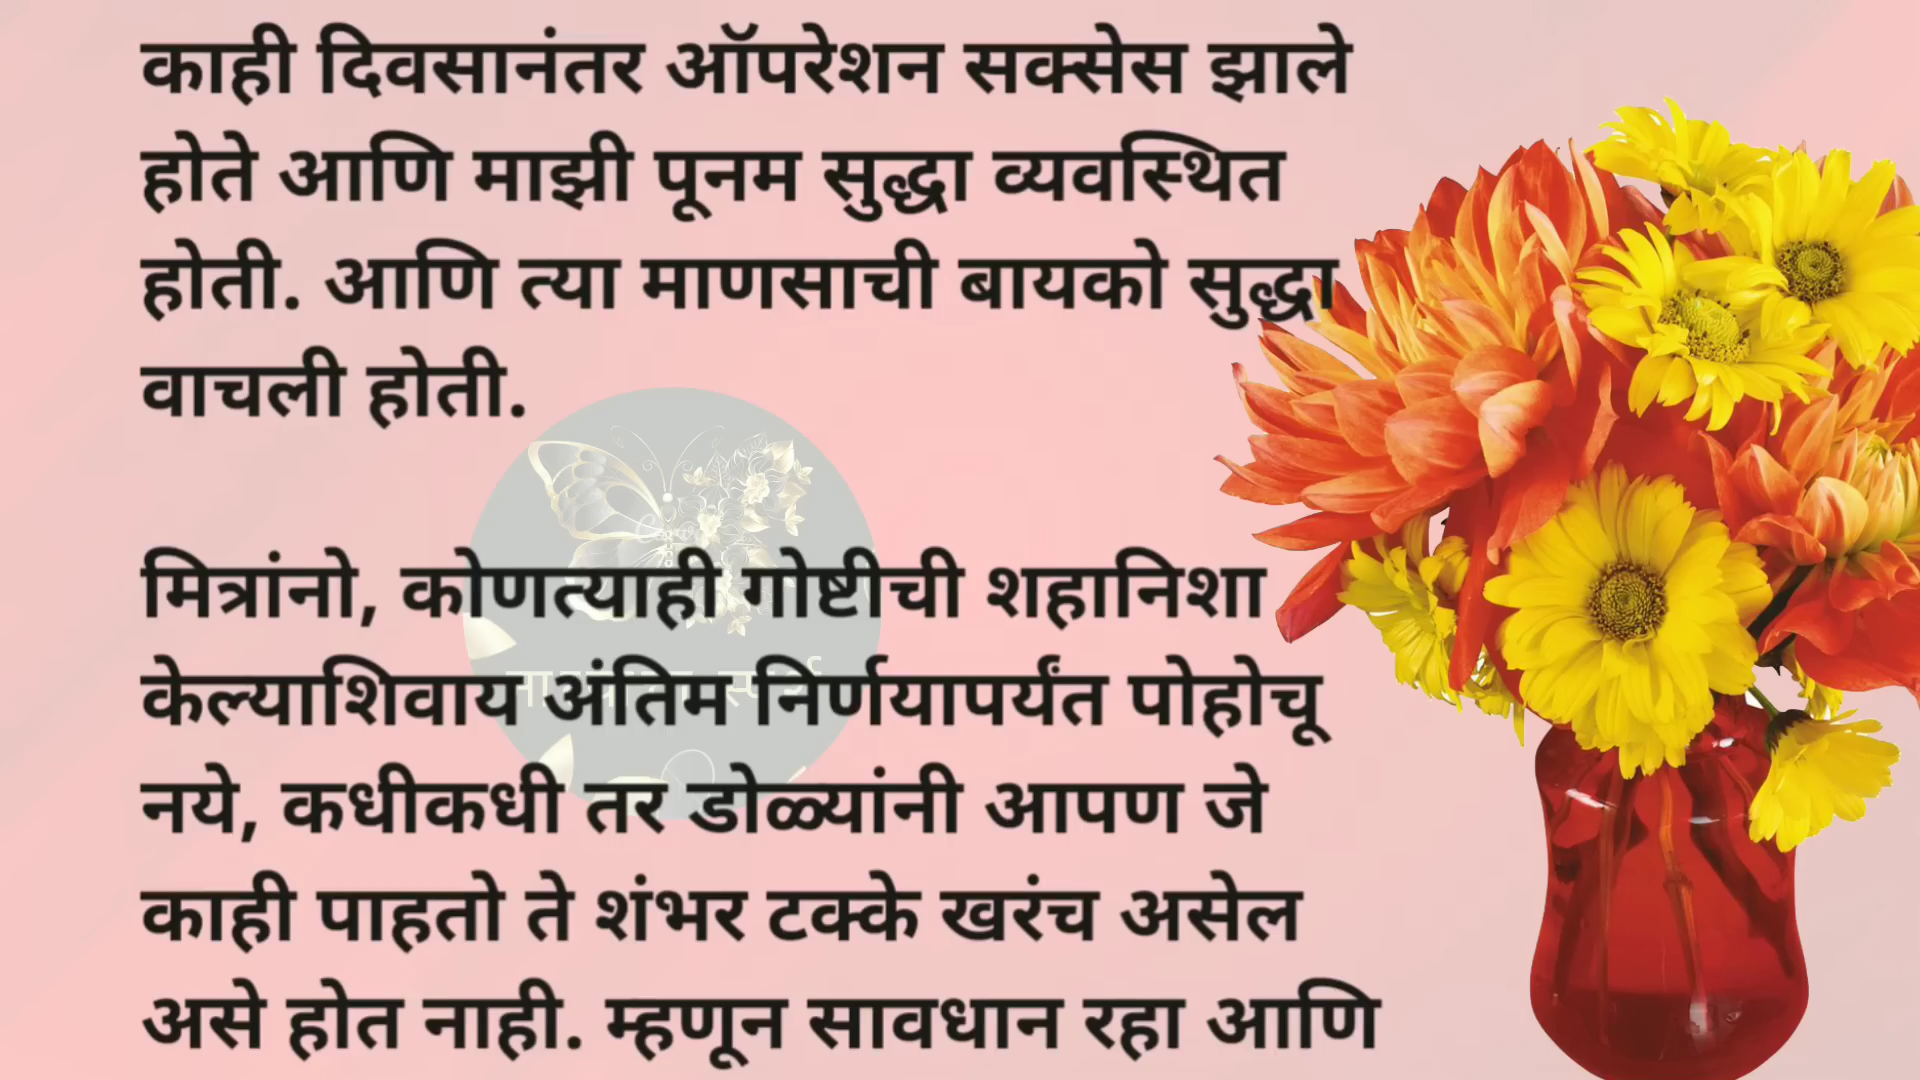 काही दिवसानंतर ऑपरेशन सक्सेस झाले
होते आणि माझी पूनम सुद्धा व्यवस्थित
होती. आणि त्या माणसाची बायको सुद्धा
वाचली होती.
मित्रांनो, कोणत्याही गोष्टीची शहानिशा
केल्याशिवाय अंतिम निर्णयापर्यंत पोहोचू
नये, कधीकधी तर डोळ्यांनी आपण जे
काही पाहतो ते शंभर टक्के खरंच असेल
असे होत नाही. म्हणून सावधान रहा आणि